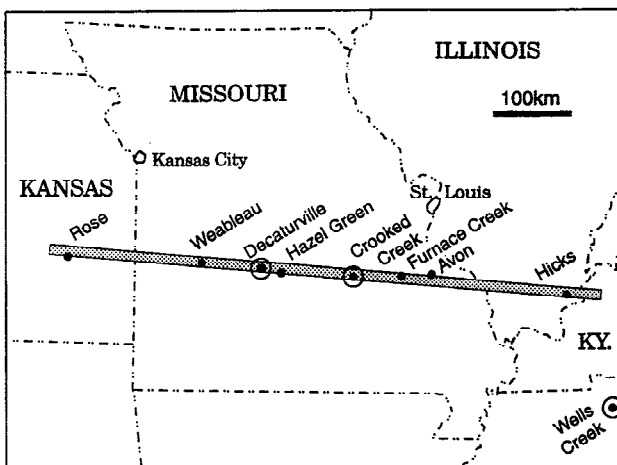 ILLINOIS
MISSOURI
100km
Kansas City
KANSAS
St. Louis
Rose
Weableau
Decaturville
Hazel Green
Crooked
Creek
Furnace Creek
Avon
Hicks
KY.
Wells
Creek